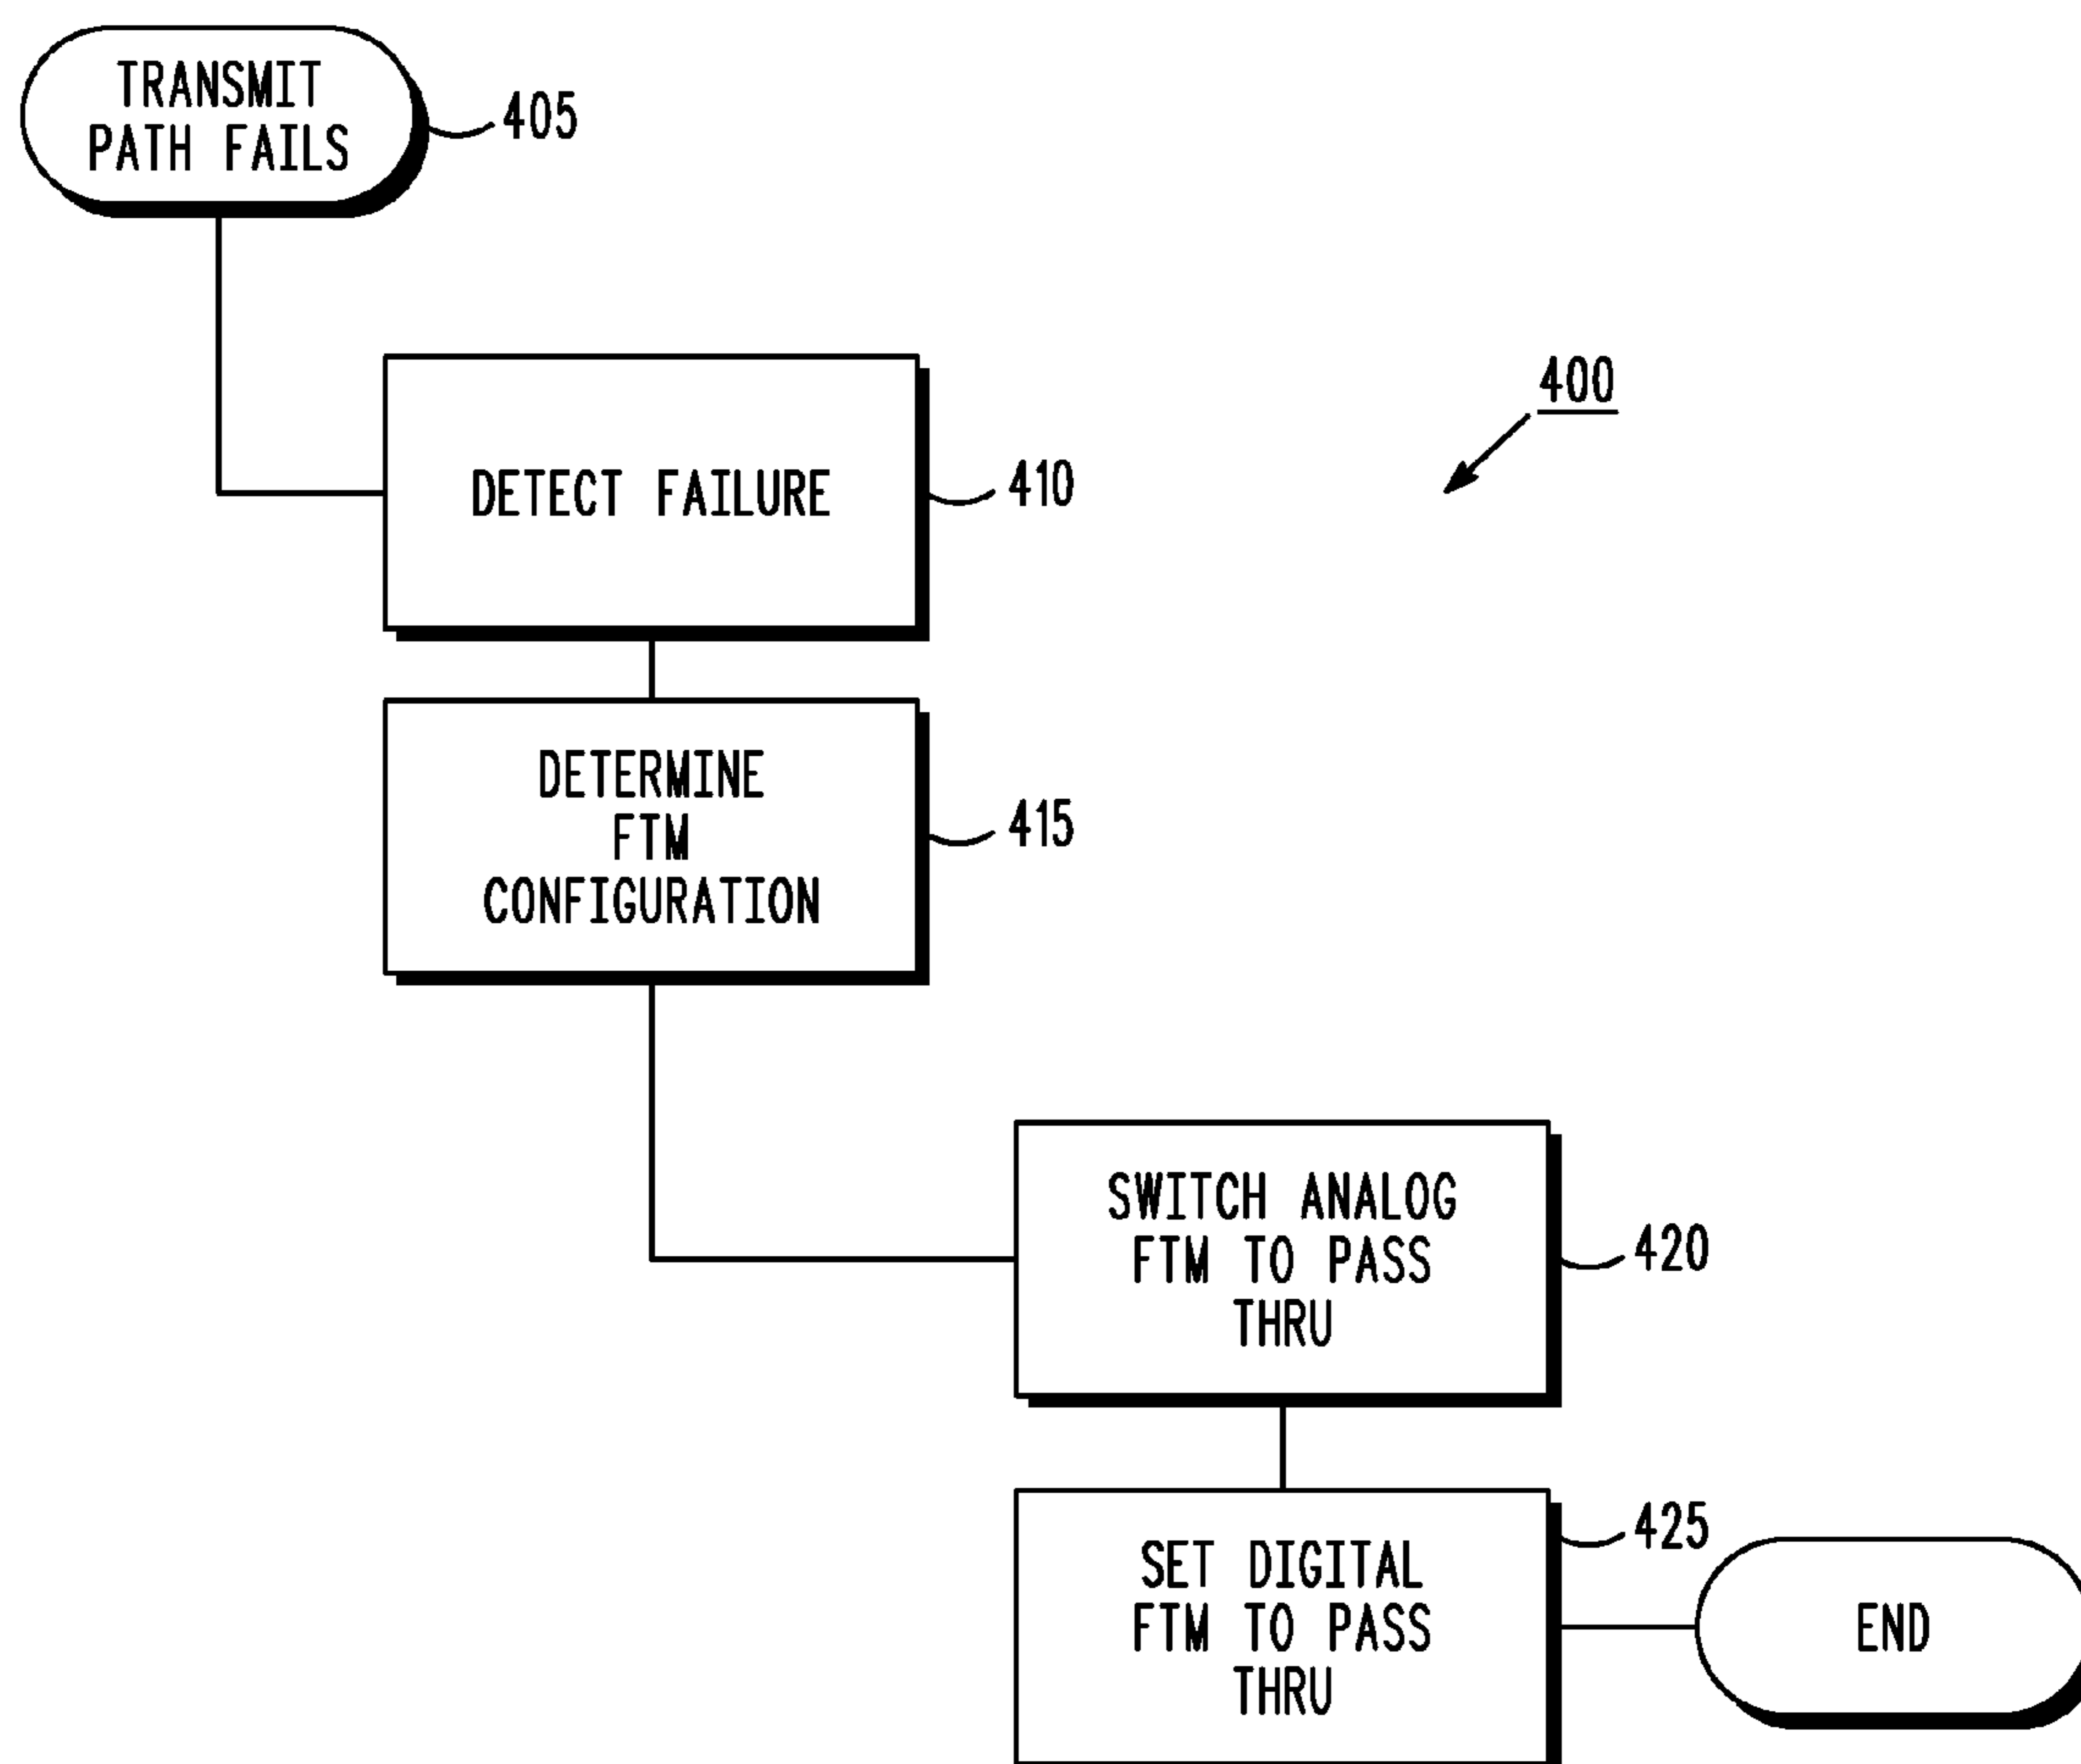 TRANSMIT
PATH FAILS
405
400
DETECT FAILURE
410
DETERMINE
FTM
CONFIGURATION
415
SWITCH ANALOG
FTM TO PASS
THRU
420
SET DIGITAL
FTM TO PASS
THRU
425
END